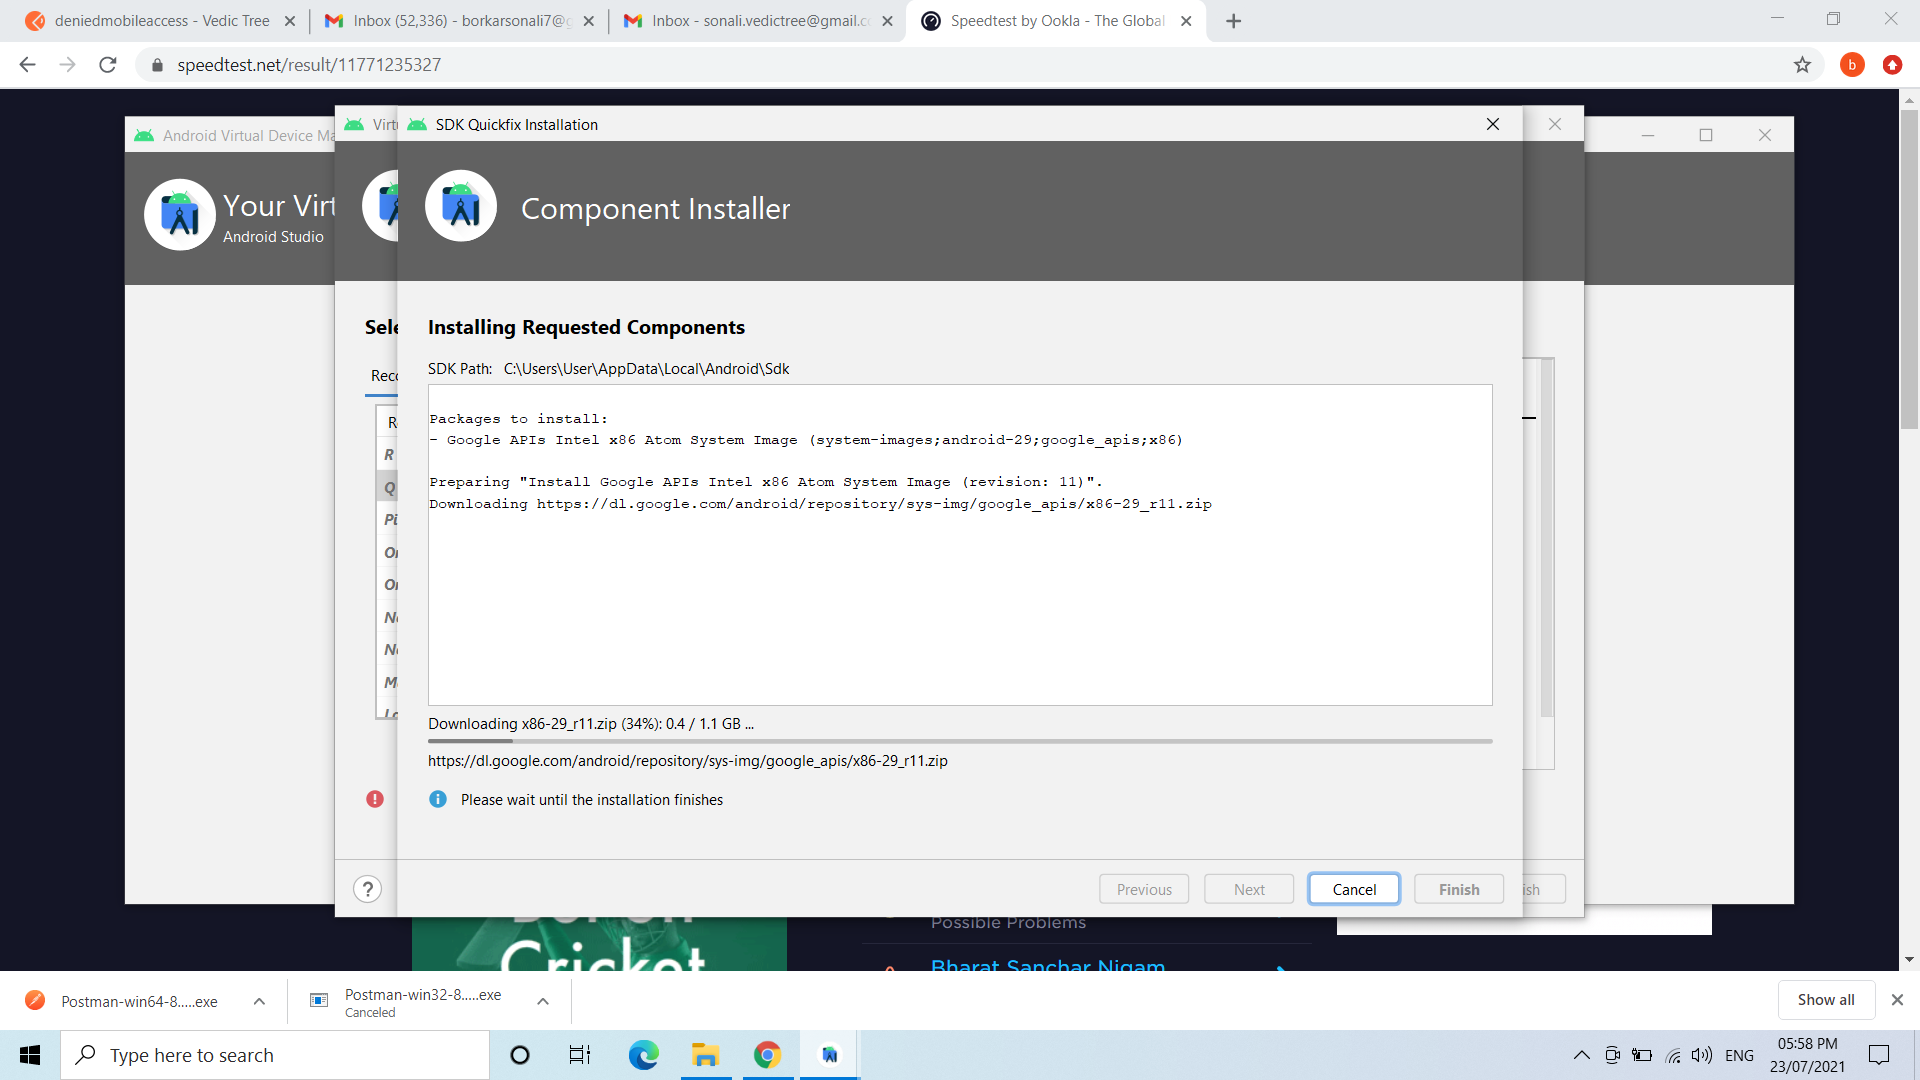 deniedmobileaccess - Vedic Tree
Inbox (52,336) - borkarsonali7@g
Inbox - sonali.vedictree@gmail.c
Speedtest by Ookla - The Global
speedtest.net/result/11771235327
b
Android Virtual Device Ma
Virtu
SDK Quickfix Installation
Your Virt
Android Studio
Component Installer
Sele
Installing Requested Components
SDK Path: C:\Users\User\AppData\Local\Android\Sdk
Reco
Packages to install:
- Google APIs Intel x86 Atom System Image (system-images;android-29;google_apis;x86)
R
Q
Preparing "Install Google APIs Intel x86 Atom System Image (revision: 11)".
Downloading https://dl.google.com/android/repository/sys-img/google_apis/x86-29_r11.zip
Downloading x86-29_r11.zip (34%): 0.4 / 1.1 GB ...
https://dl.google.com/android/repository/sys-img/google_apis/x86-29_r11.zip
Please wait until the installation finishes
?
Previous
Next
Cancel
Finish
ish
Possible Problems
Cricket
Bharat Sanchar Nigam
Postman-win64-8.....exe
Postman-win32-8.....exe
Canceled
Show all
Type here to search
ENG
05:58 PM
23/07/2021